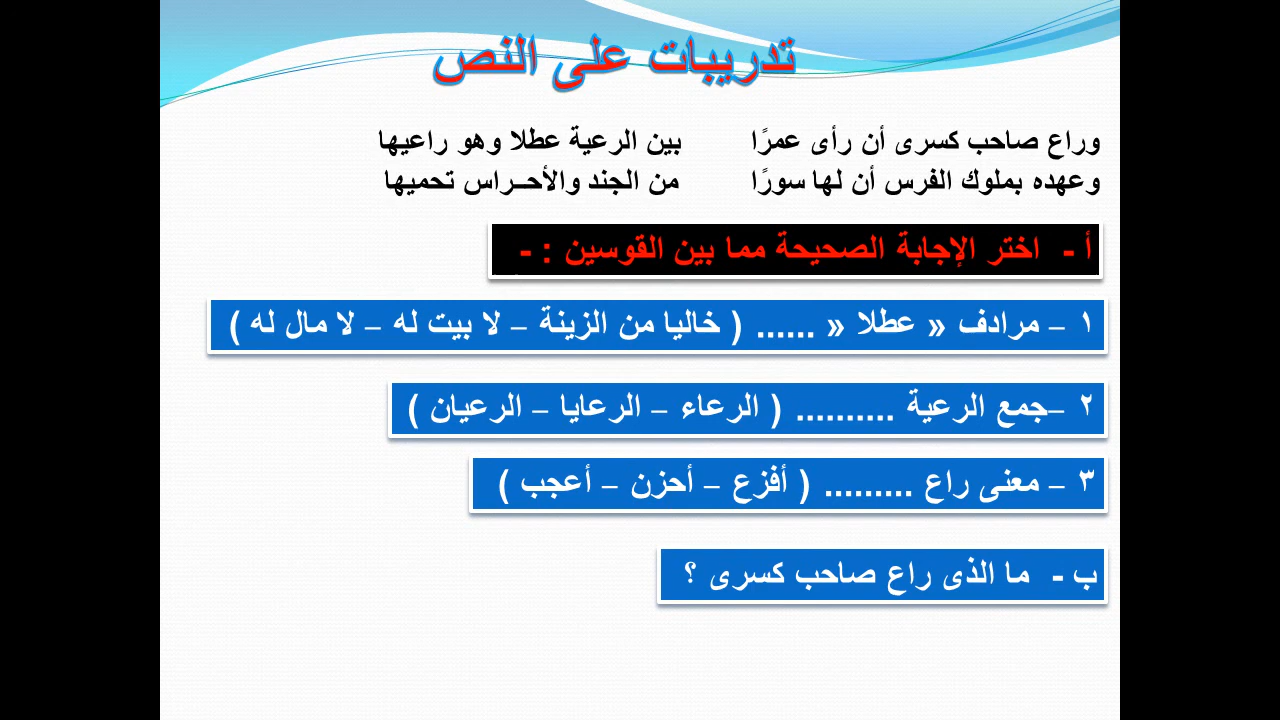 تدريبات على النص
وراع صاحب كسرى أن رأى عمرًا بين الرعية عطلا وهو راعيها
وعهده بملوك الفرس أن لها سورًا من الجند والأحــراس تحميها
أ - اختر الإجابة الصحيحة مما بين القوسين : -
١ – مرادف « عطلا « ...... ( خاليا من الزينة – لا بيت له – لا مال له )
٢ –جمع الرعية .......... ( الرعاء – الرعايا – الرعيان )
٣ – معنى راع ......... ( أفزع – أحزن – أعجب )
ب - ما الذى راع صاحب كسرى ؟